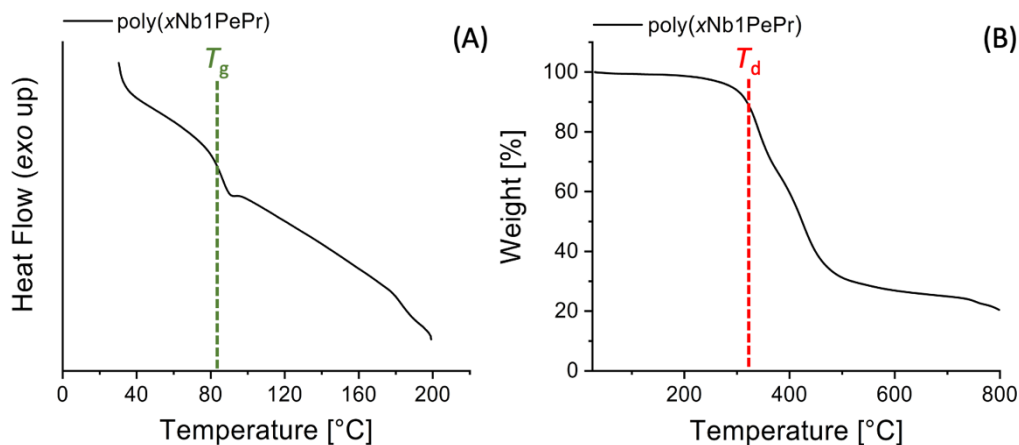 poly(xNb1PePr)
(A)
Tg
Heat Flow (exo up)
0
40
80
120
160
200
Temperature [°C]
poly(xNb1PePr)
(B)
Td
Weight [%]
100
80
60
40
20
0
200
400
600
800
Temperature [°C]